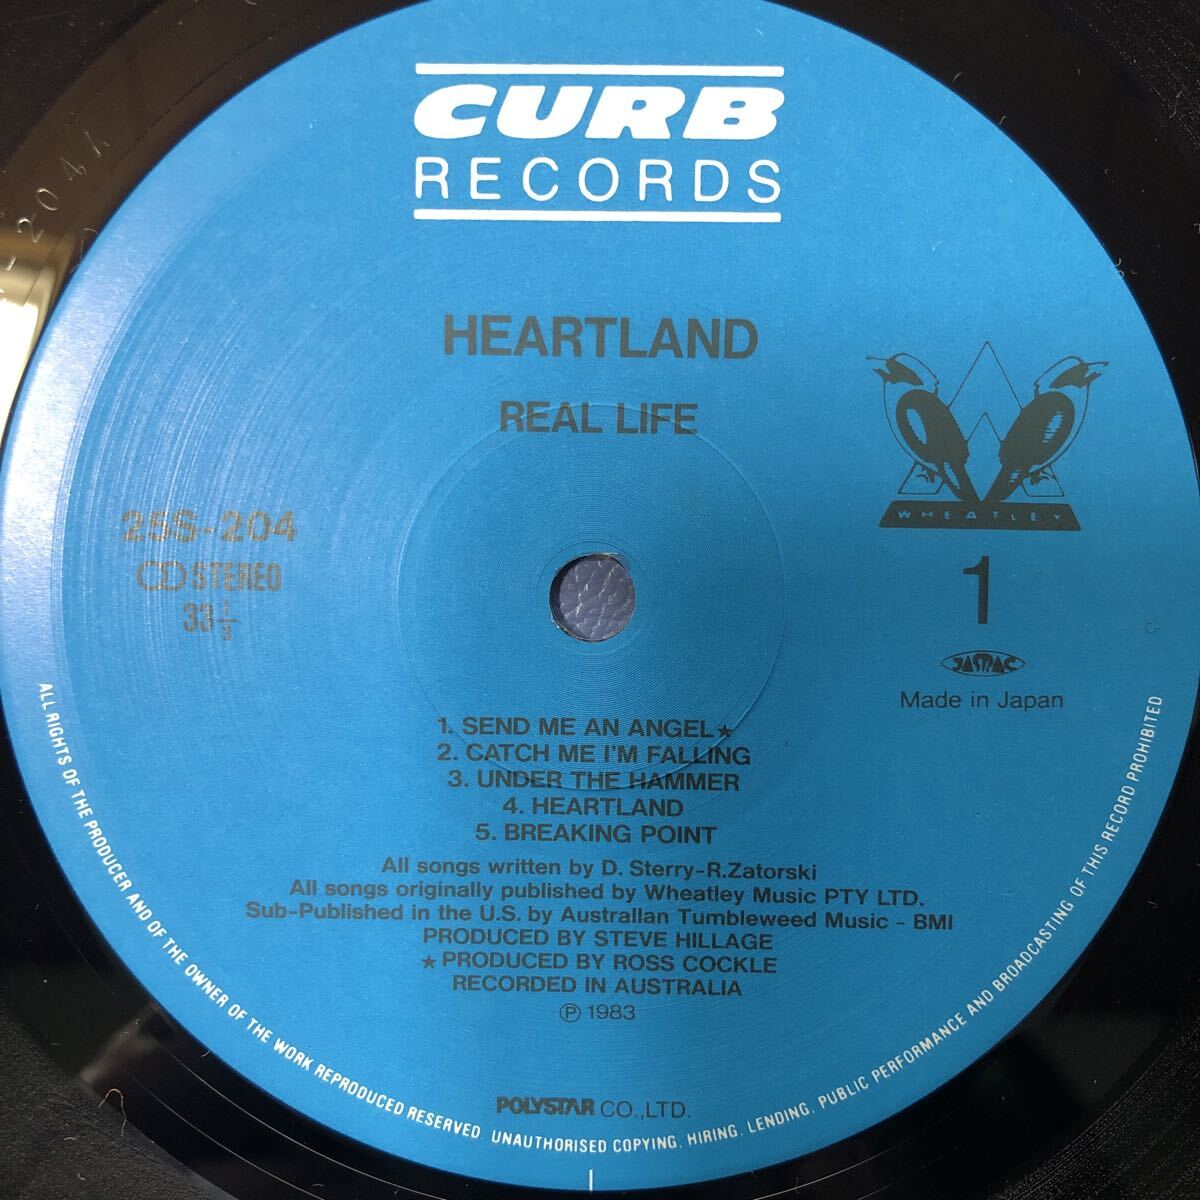 CURB
RECORDS
HEARTLAND
REAL LIFE
WHEATLEY
25S-204
STEREO
33 1/3
1
JASMAC
Made in Japan
1. SEND ME AN ANGEL★
2. CATCH ME I'M FALLING
3. UNDER THE HAMMER
4. HEARTLAND
5. BREAKING POINT
All songs written by D. Sterry-R.Zatorski
All songs originally published by Wheatley Music PTY LTD.
Sub-Published in the U.S. by Australlan Tumbleweed Music - BMI
PRODUCED BY STEVE HILLAGE
★PRODUCED BY ROSS COCKLE
RECORDED IN AUSTRALIA
Ⓟ 1983
POLYSTAR CO.,LTD.
ALL RIGHTS OF THE PRODUCER AND OF THE OWNER OF THE WORK REPRODUCED RESERVED. UNAUTHORISED COPYING. HIRING. LENDING. PUBLIC PERFORMANCE AND BROADCASTING OF THIS RECORD PROHIBITED